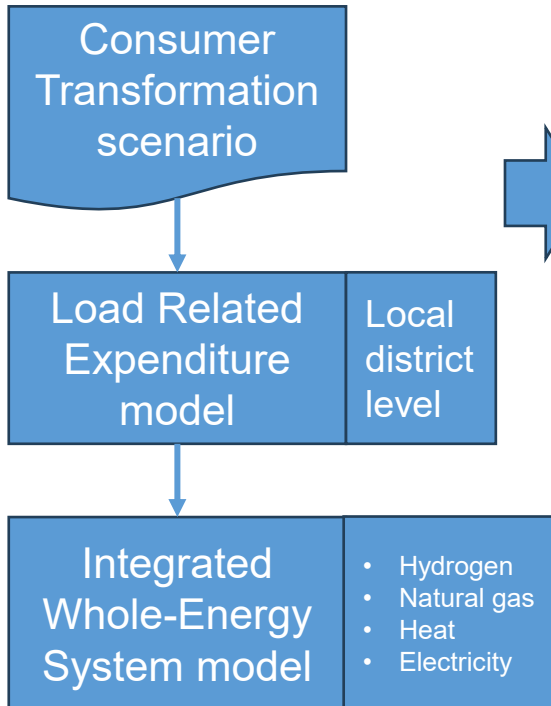 Consumer
Transformation
scenario
Load Related
Expenditure
model
Local
district
level
Integrated
Whole-Energy
System model
• Hydrogen
• Natural gas
• Heat
• Electricity